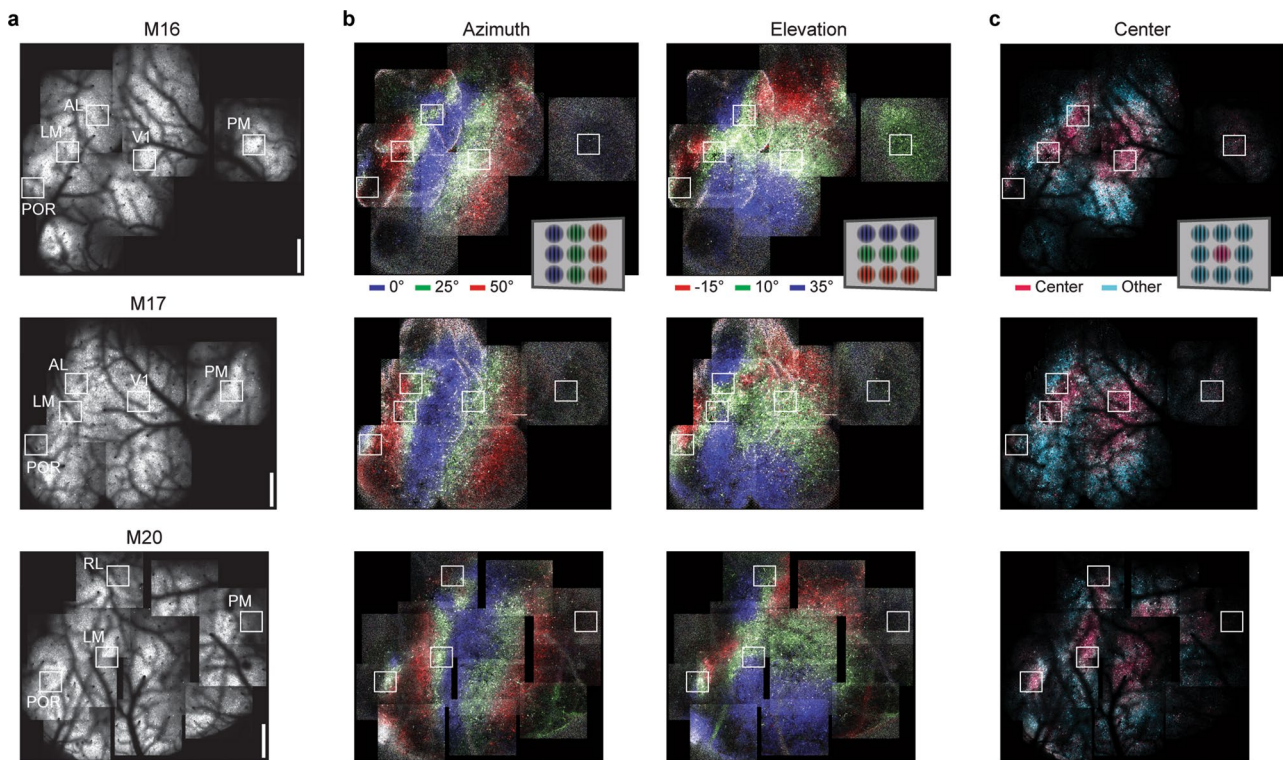 a
b
c
M16
Azimuth
Elevation
Center
AL
LM
V1
PM
POR
0° 25° 50°
-15° 10° 35°
Center Other
M17
AL
V1
PM
LM
POR
M20
RL
PM
LM
POR